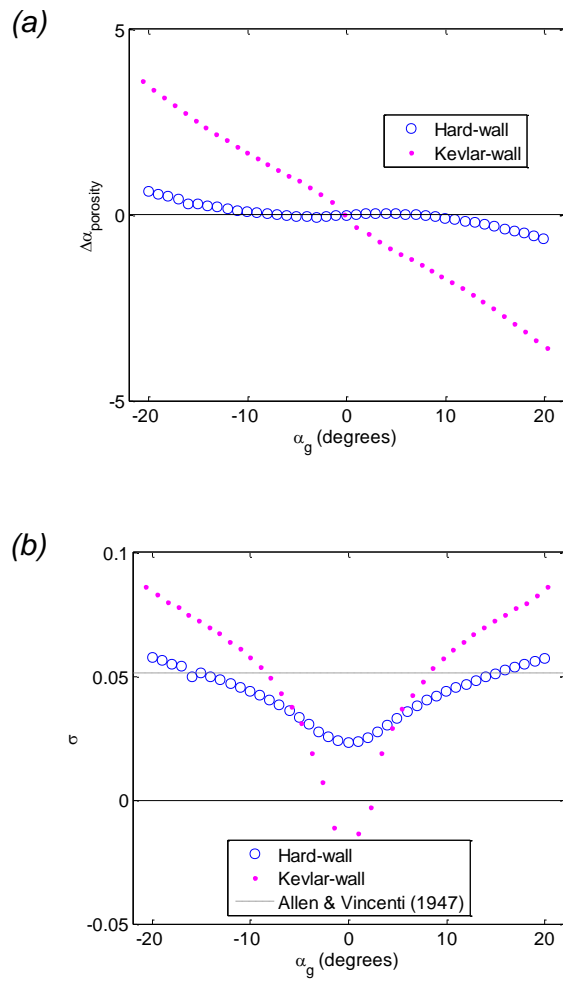 (a)
5
0
-5
Δα_porosity
Hard-wall
Kevlar-wall
-20 -10 0 10 20
α_g (degrees)
(b)
0.1
0.05
0
-0.05
σ
Hard-wall
Kevlar-wall
Allen & Vincenti (1947)
-20 -10 0 10 20
α_g (degrees)